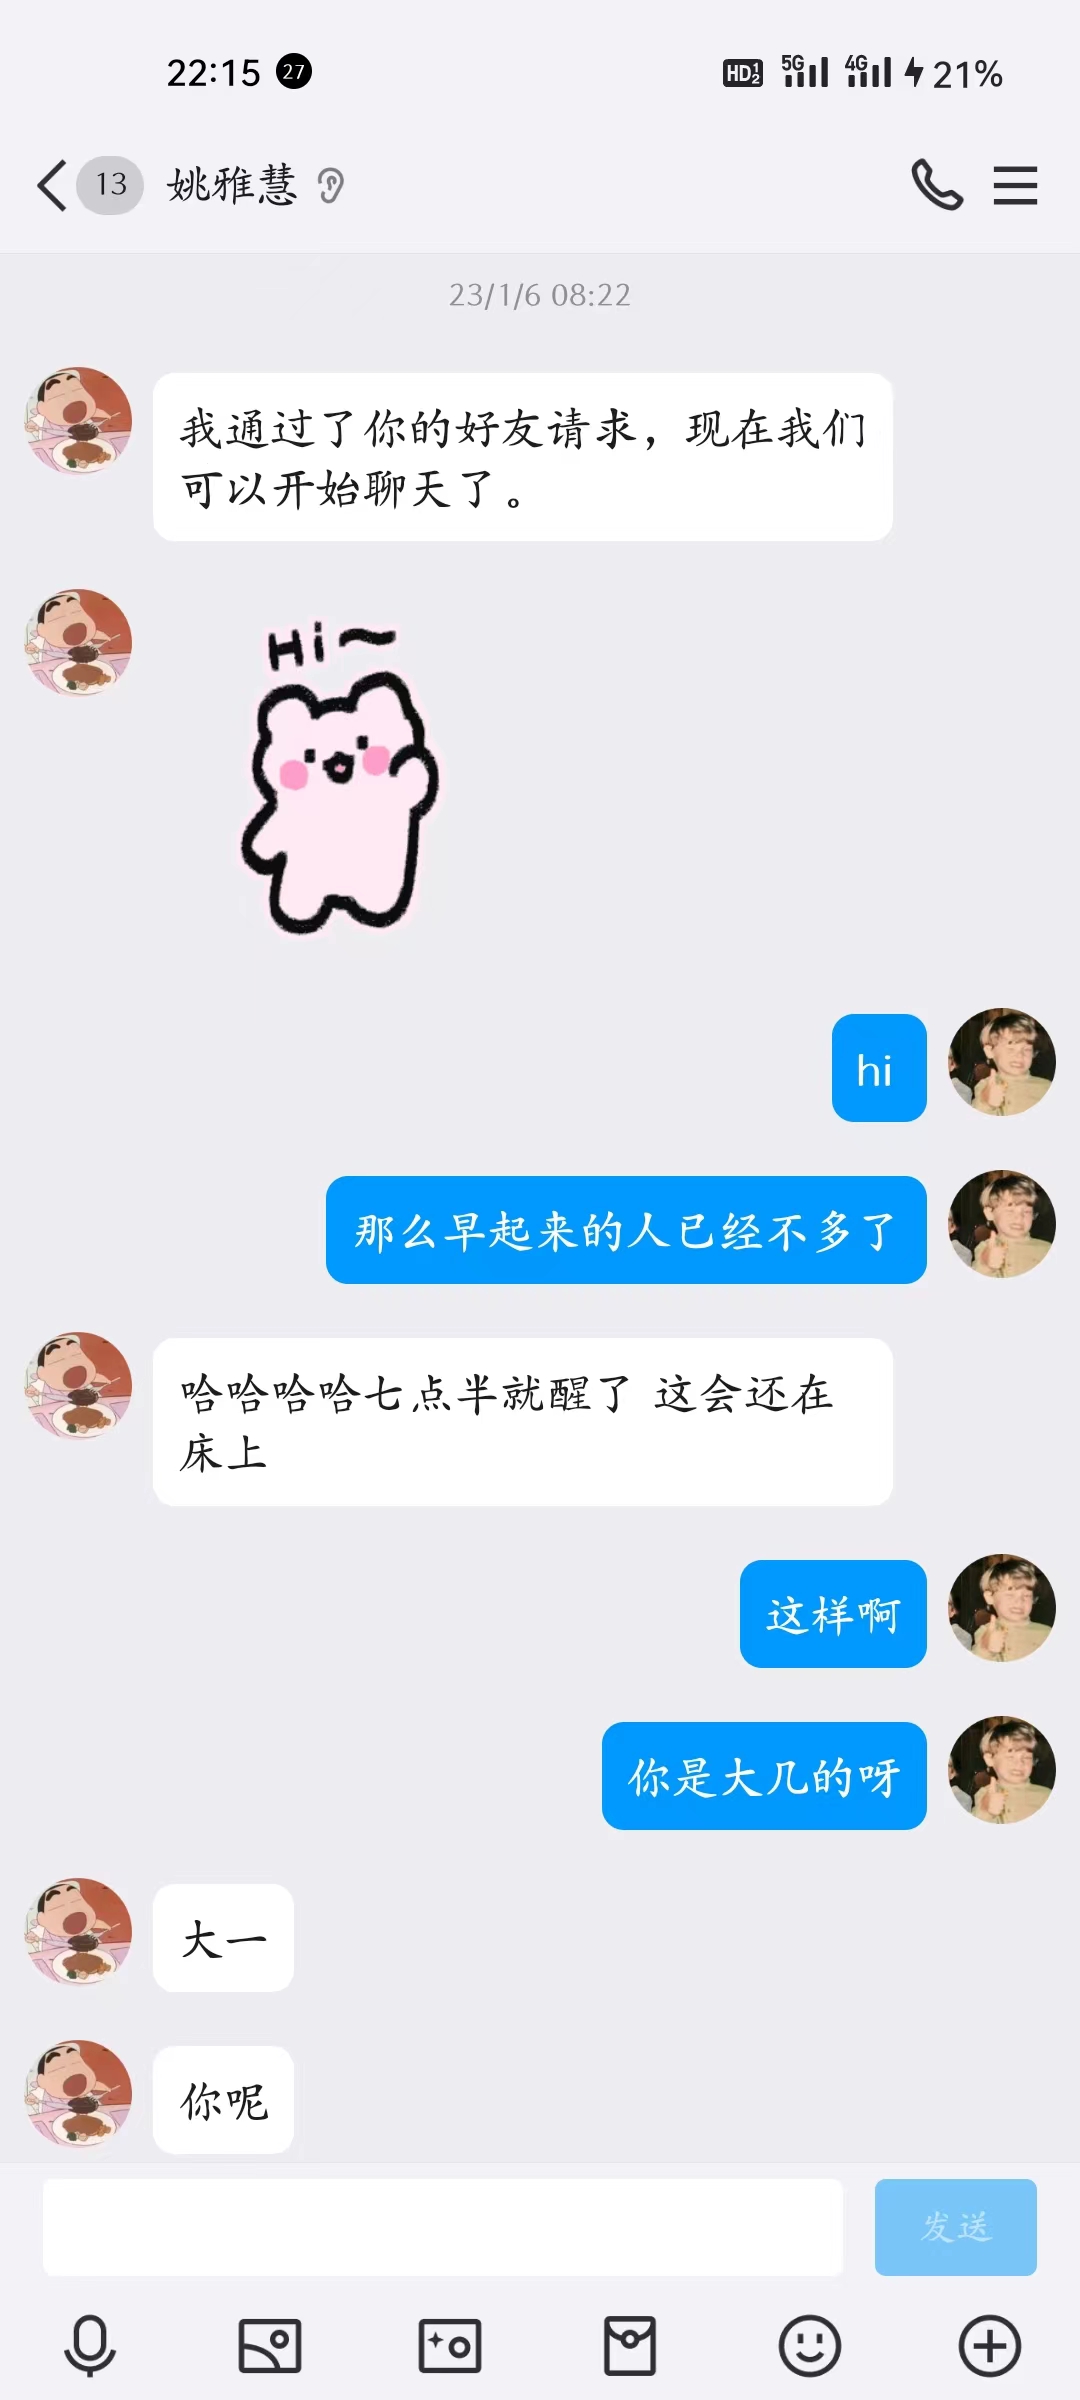 22:15 27 HD 1 2 5G 4G 21%
13 姚雅慧
23/1/6 08:22
我通过了你的好友请求，现在我们
可以开始聊天了。
Hi~
hi
那么早起来的人已经不多了
哈哈哈哈七点半就醒了 这会还在
床上
这样啊
你是大几的呀
大一
你呢
发送